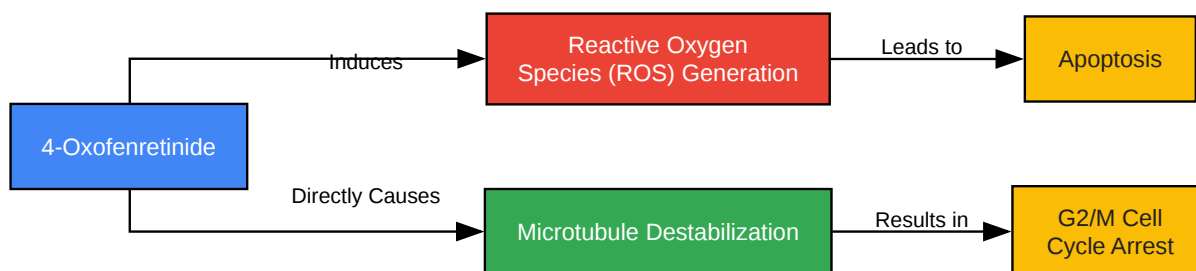 4-Oxofenretinide
Induces
Reactive Oxygen
Species (ROS) Generation
Leads to
Apoptosis
Directly Causes
Microtubule Destabilization
Results in
G2/M Cell
Cycle Arrest